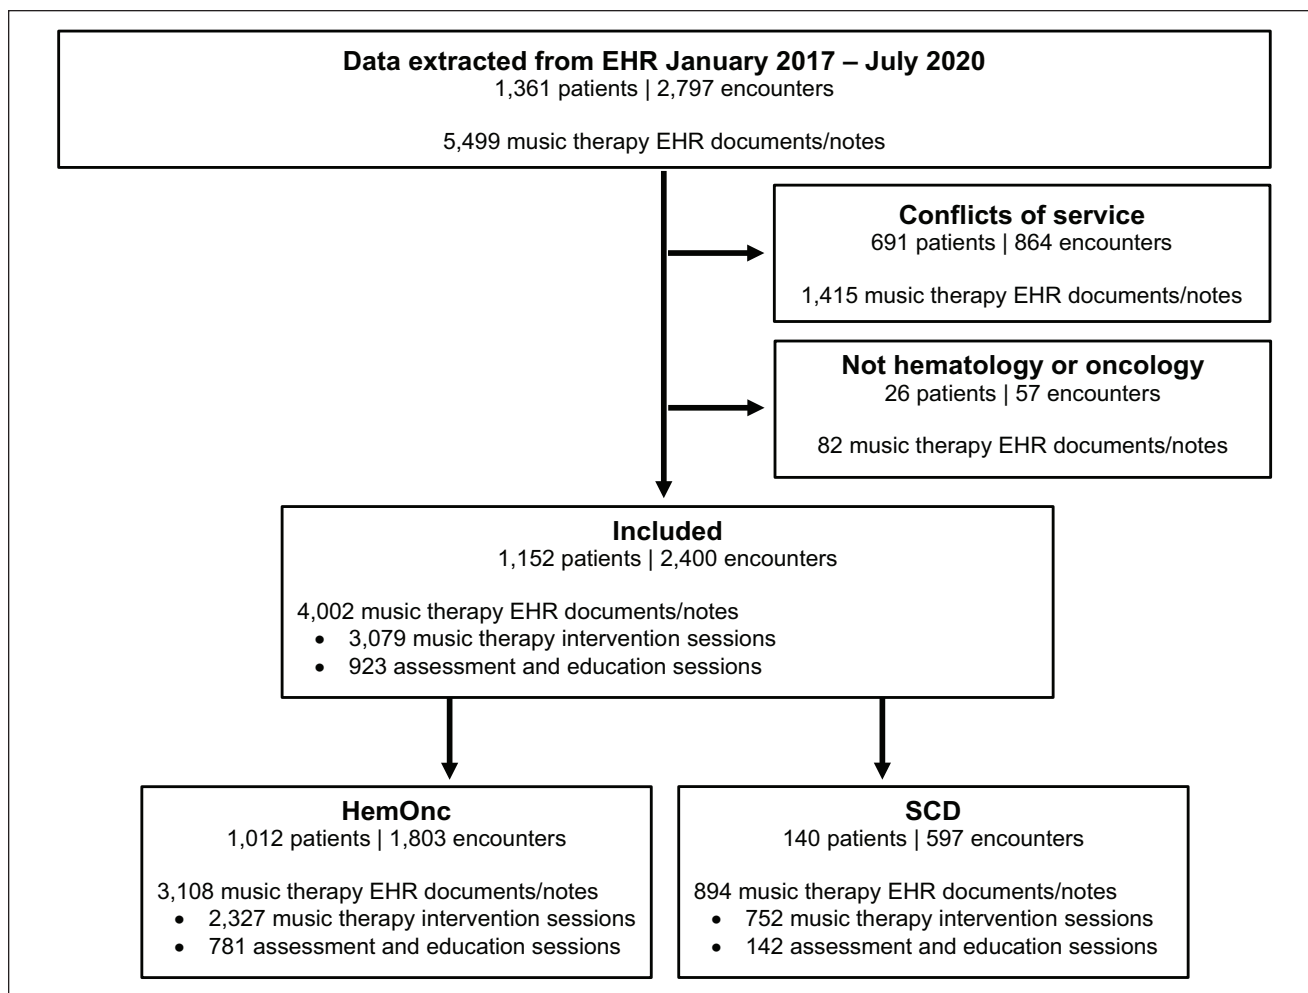 Data extracted from EHR January 2017 – July 2020
1,361 patients | 2,797 encounters
5,499 music therapy EHR documents/notes
Conflicts of service
691 patients | 864 encounters
1,415 music therapy EHR documents/notes
Not hematology or oncology
26 patients | 57 encounters
82 music therapy EHR documents/notes
Included
1,152 patients | 2,400 encounters
4,002 music therapy EHR documents/notes
• 3,079 music therapy intervention sessions
• 923 assessment and education sessions
HemOnc
1,012 patients | 1,803 encounters
3,108 music therapy EHR documents/notes
• 2,327 music therapy intervention sessions
• 781 assessment and education sessions
SCD
140 patients | 597 encounters
894 music therapy EHR documents/notes
• 752 music therapy intervention sessions
• 142 assessment and education sessions